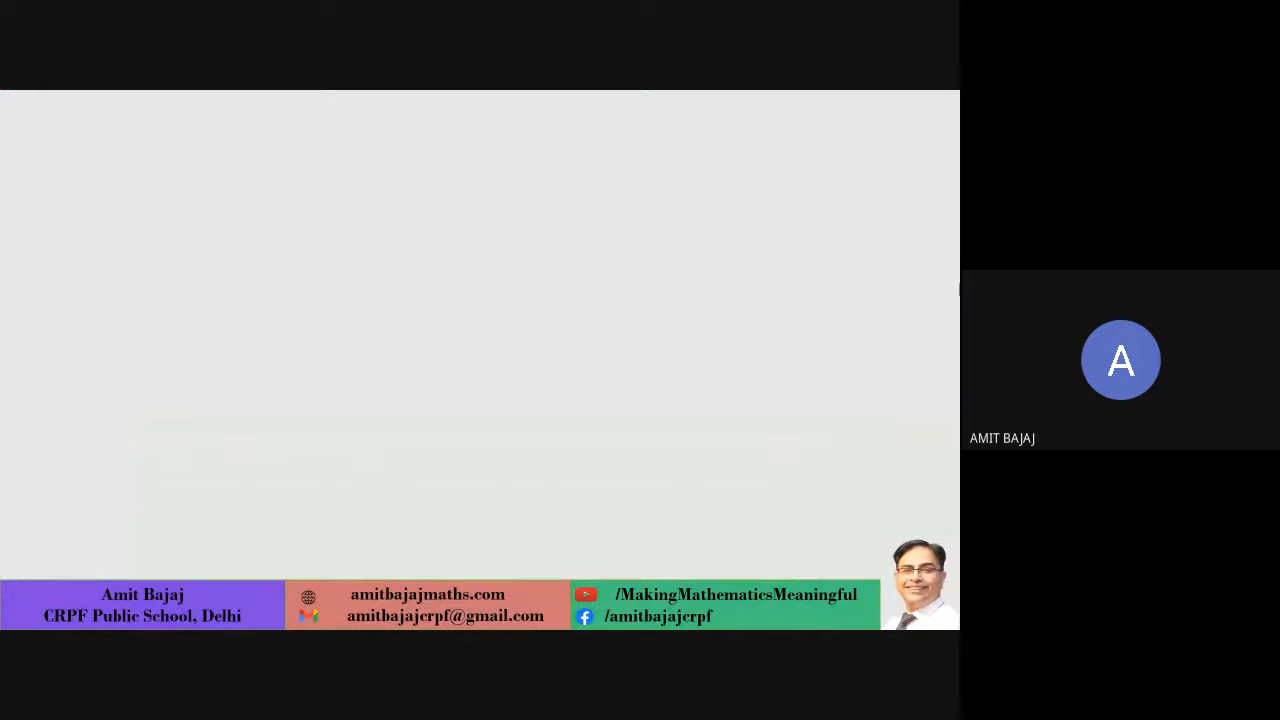 A
AMIT BAJAJ
Amit Bajaj
CRPF Public School, Delhi
amitbajajmaths.com
amitbajajcrpf@gmail.com
/MakingMathematicsMeaningful
/amitbajajcrpf